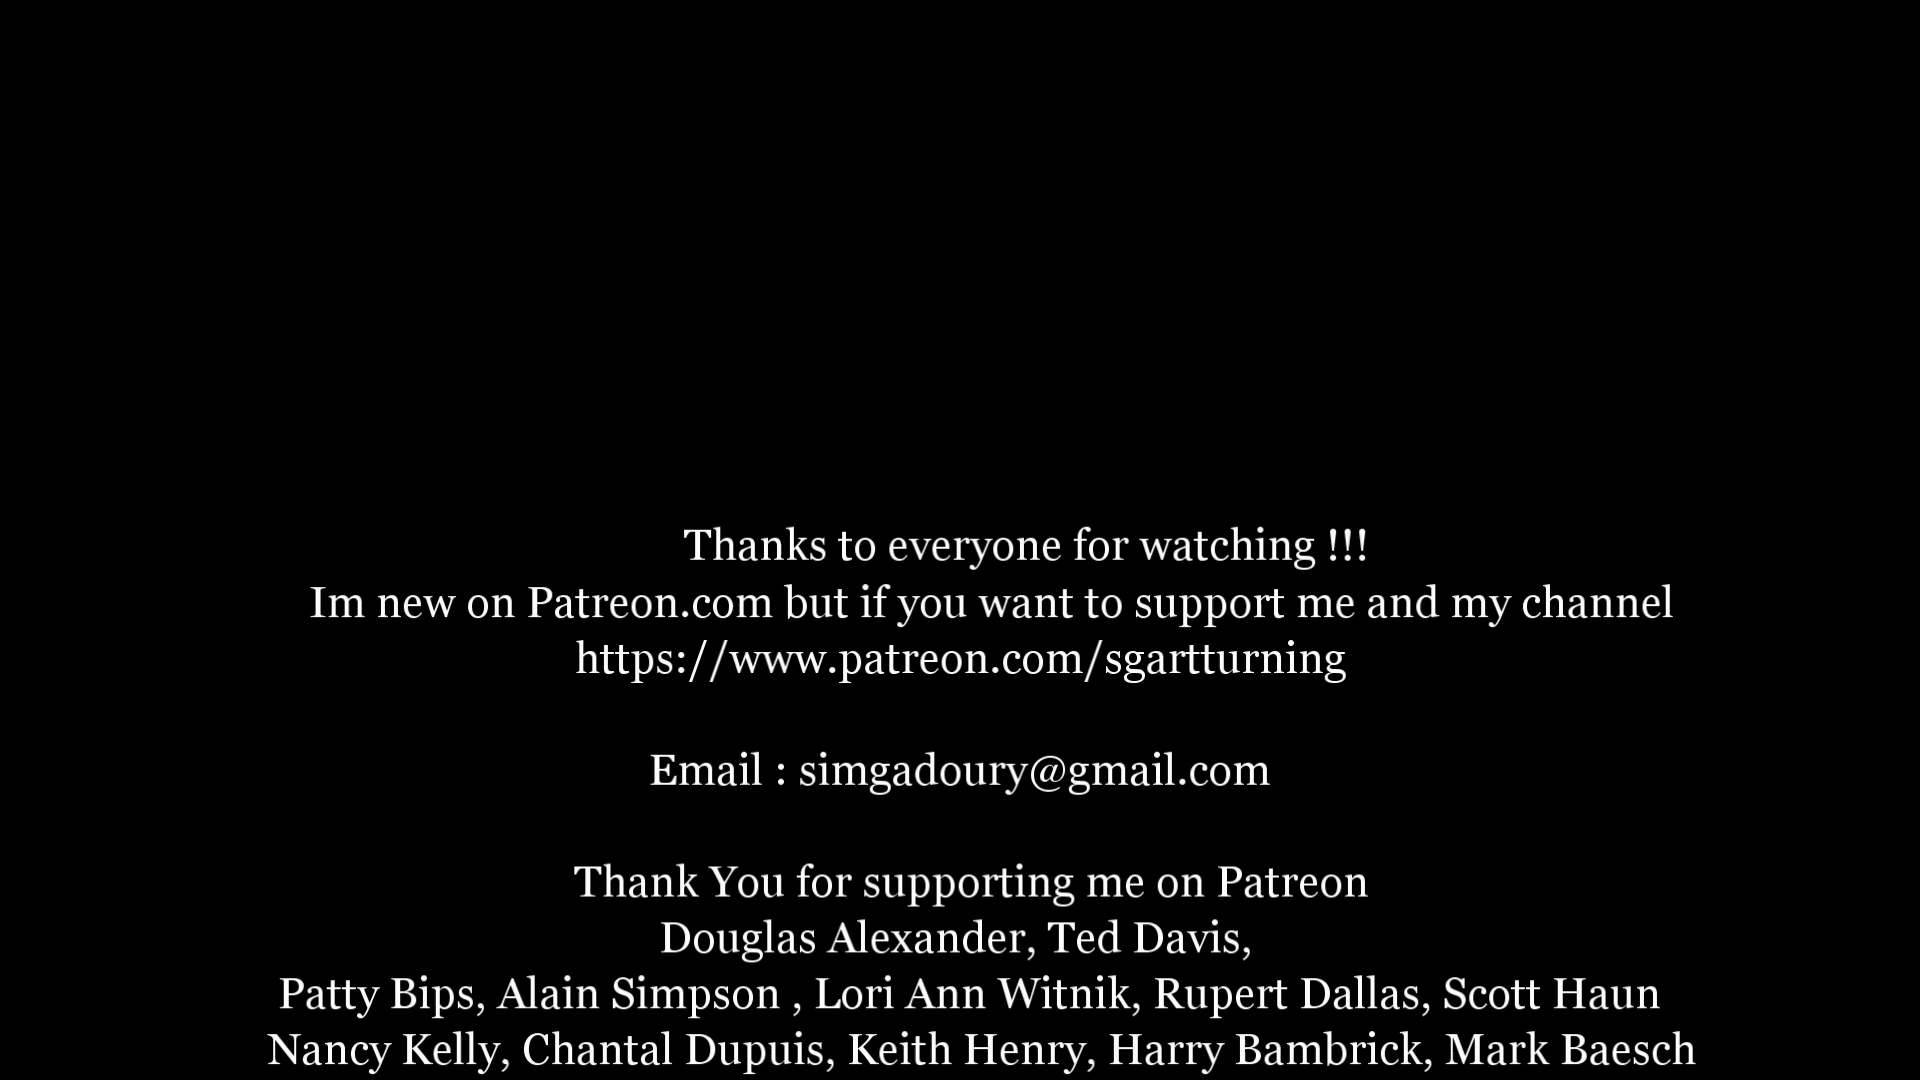 Thanks to everyone for watching !!!
Im new on Patreon.com but if you want to support me and my channel
https://www.patreon.com/sgartturning
Email : simgadoury@gmail.com
Thank You for supporting me on Patreon
Douglas Alexander, Ted Davis,
Patty Bips, Alain Simpson , Lori Ann Witnik, Rupert Dallas, Scott Haun
Nancy Kelly, Chantal Dupuis, Keith Henry, Harry Bambrick, Mark Baesch